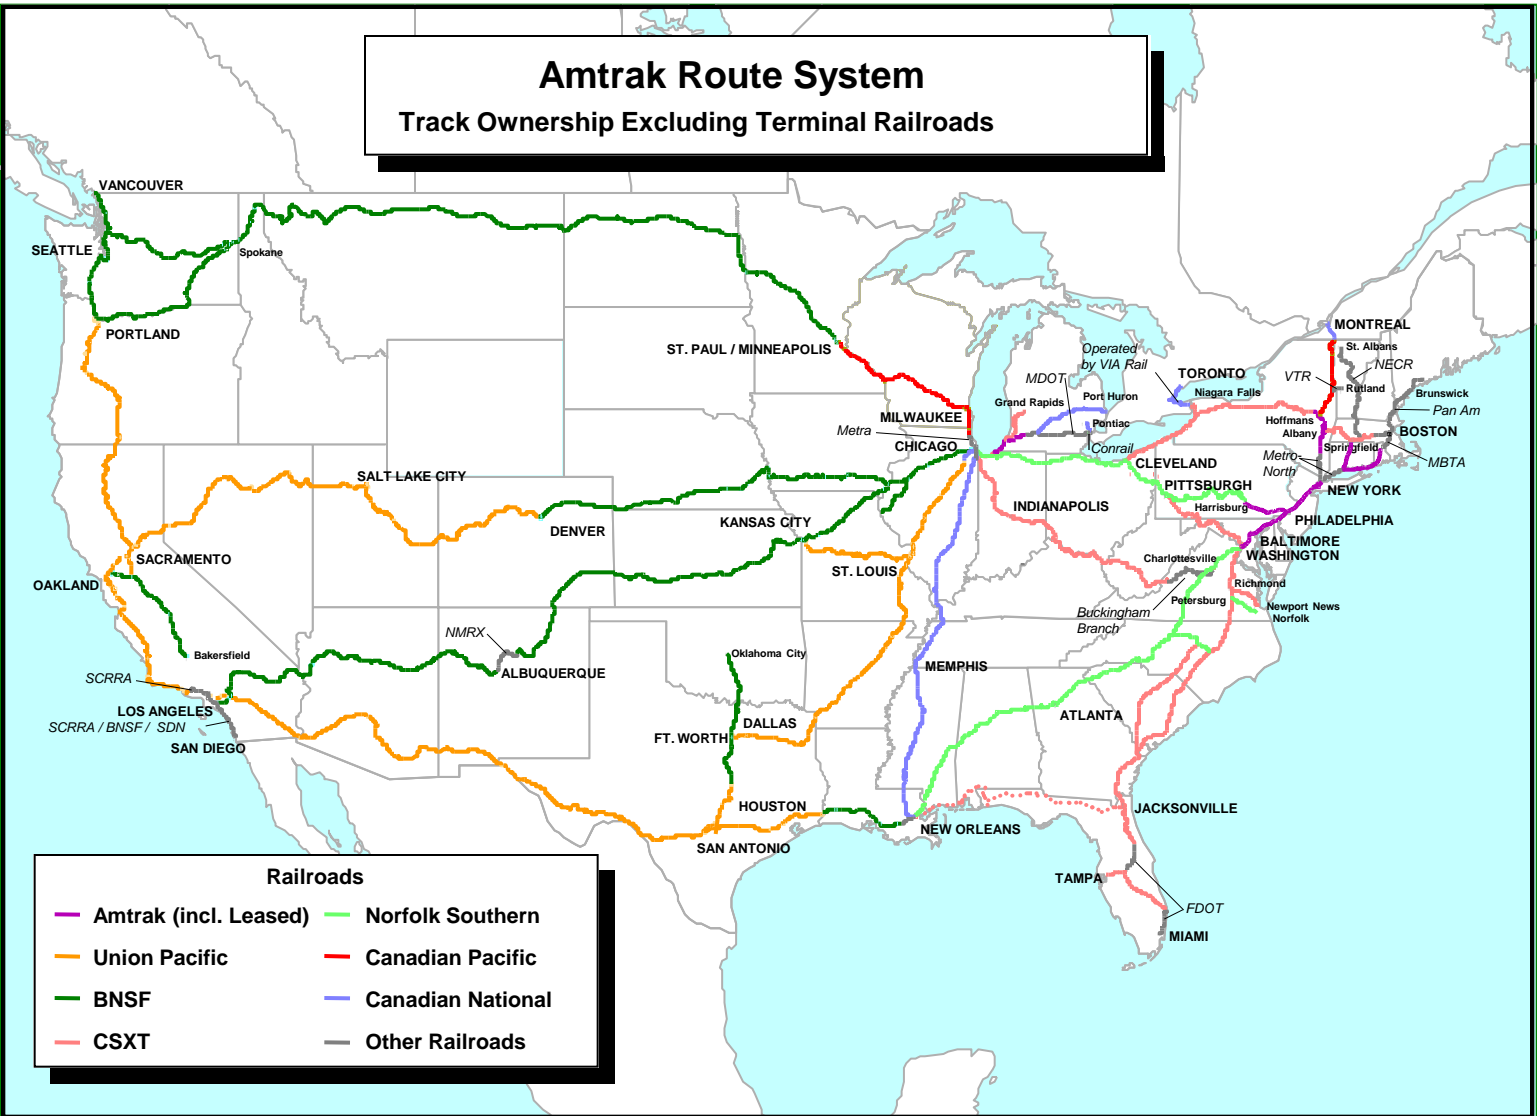 Amtrak Route System
Track Ownership Excluding Terminal Railroads
VANCOUVER
SEATTLE
Spokane
PORTLAND
ST. PAUL / MINNEAPOLIS
MILWAUKEE
Metra
CHICAGO
Operated
by VIA Rail
MDOT
Grand Rapids
Port Huron
Pontiac
Conrail
TORONTO
Niagara Falls
MONTREAL
St. Albans
NECR
VTR
Rutland
Brunswick
Pan Am
Hoffmans
Albany
BOSTON
Springfield
MBTA
Metro
North
NEW YORK
CLEVELAND
PITTSBURGH
Harrisburg
PHILADELPHIA
BALTIMORE
WASHINGTON
SALT LAKE CITY
DENVER
KANSAS CITY
INDIANAPOLIS
ST. LOUIS
Charlottesville
Richmond
Petersburg
Newport News
Norfolk
Buckingham
Branch
SACRAMENTO
OAKLAND
Bakersfield
NMRX
ALBUQUERQUE
Oklahoma City
MEMPHIS
SCRRA
LOS ANGELES
SCRRA / BNSF / SDN
SAN DIEGO
DALLAS
FT. WORTH
ATLANTA
HOUSTON
SAN ANTONIO
NEW ORLEANS
JACKSONVILLE
TAMPA
FDOT
MIAMI
Railroads
Amtrak (incl. Leased)
Norfolk Southern
Union Pacific
Canadian Pacific
BNSF
Canadian National
CSXT
Other Railroads